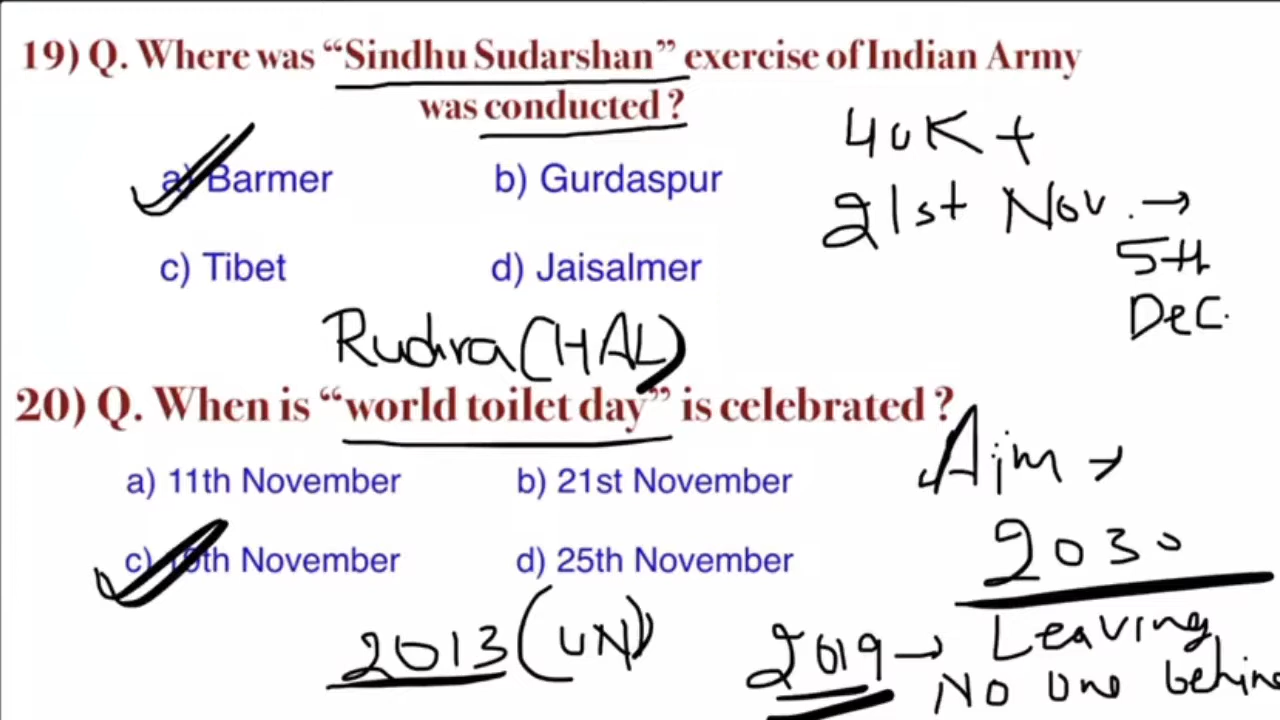 19) Q. Where was “Sindhu Sudarshan” exercise of Indian Army
was conducted ?
40K +
a) Barmer b) Gurdaspur
21st Nov. →
5th
c) Tibet d) Jaisalmer
Dec.
Rudra (HAL)
20) Q. When is “world toilet day” is celebrated ?
Aim →
a) 11th November b) 21st November
2030
c) 19th November d) 25th November
2013 (UN)
2019 → Leaving
No one behind